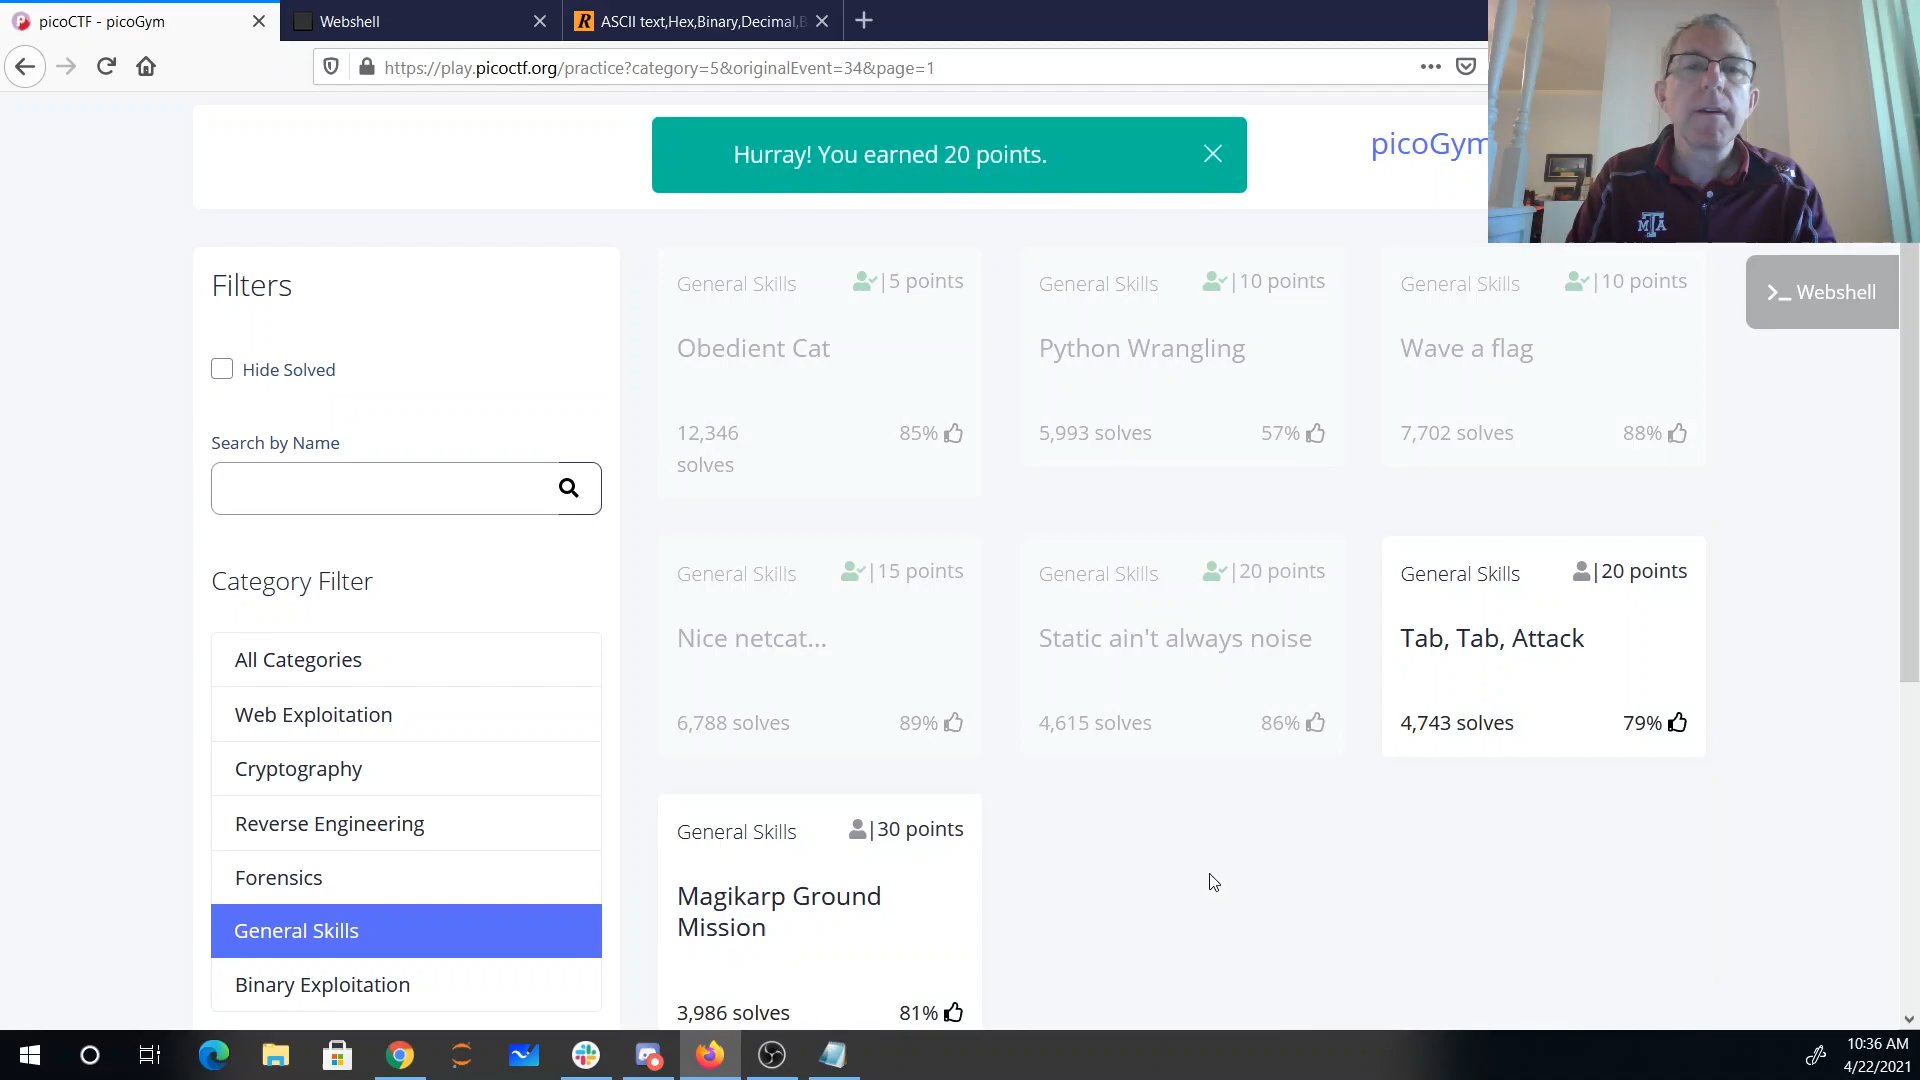 picoCTF - picoGym
Webshell
ASCII text,Hex,Binary,Decimal,B
https://play.picoctf.org/practice?category=5&originalEvent=34&page=1
Hurray! You earned 20 points.
picoGym
Filters
Hide Solved
Search by Name
Category Filter
All Categories
Web Exploitation
Cryptography
Reverse Engineering
Forensics
General Skills
Binary Exploitation
General Skills |5 points
Obedient Cat
12,346
solves
85%
General Skills |10 points
Python Wrangling
5,993 solves 57%
General Skills |10 points
Wave a flag
7,702 solves 88%
>_ Webshell
General Skills |15 points
Nice netcat...
6,788 solves 89%
General Skills |20 points
Static ain't always noise
4,615 solves 86%
General Skills |20 points
Tab, Tab, Attack
4,743 solves 79%
General Skills |30 points
Magikarp Ground
Mission
3,986 solves 81%
ATM
10:36 AM
4/22/2021